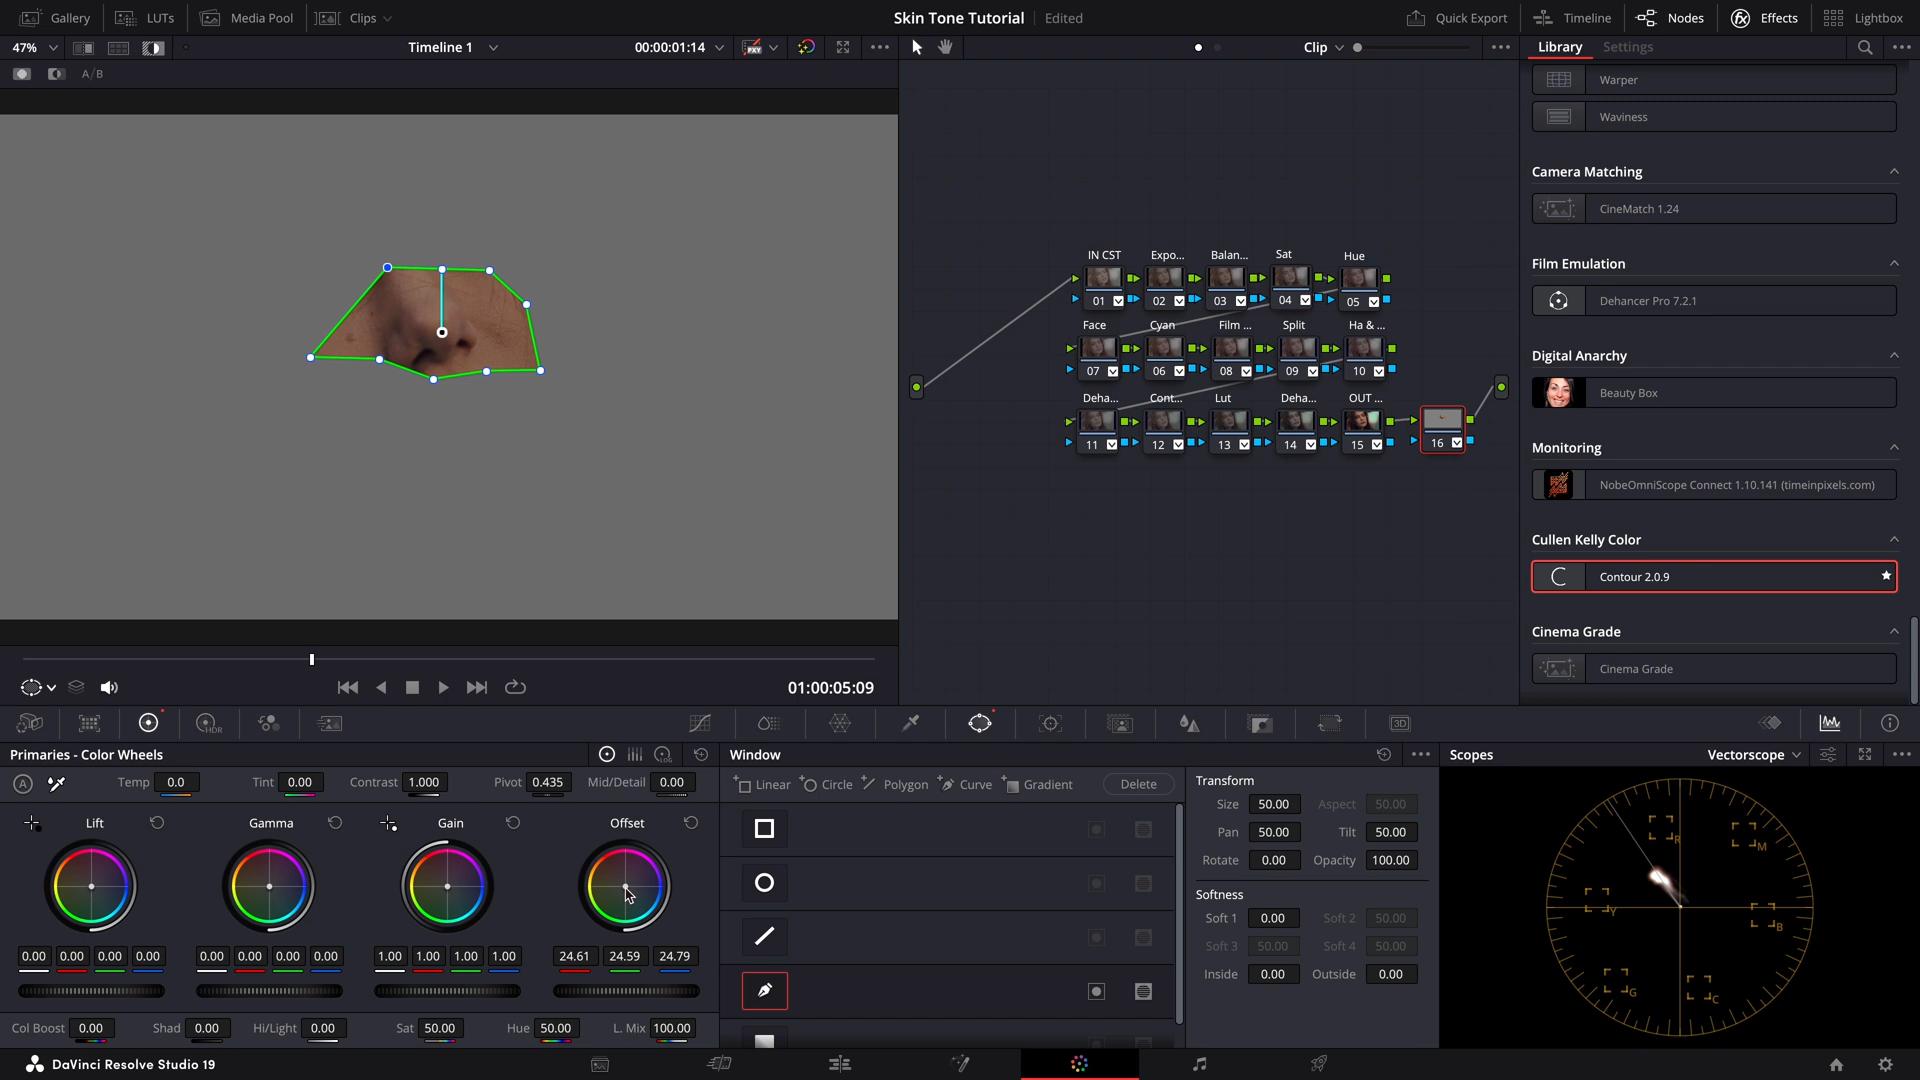 Gallery LUTs Media Pool Clips Skin Tone Tutorial Edited Quick Export Timeline Nodes Effects Lightbox
47% Timeline 1 00:00:01:14 Clip Library Settings
A/B
Warper
Waviness
Camera Matching
CineMatch 1.24
Film Emulation
Dehancer Pro 7.2.1
Digital Anarchy
Beauty Box
Monitoring
NobeOmniScope Connect 1.10.141 (timeinpixels.com)
Cullen Kelly Color
Contour 2.0.9
Cinema Grade
Cinema Grade
IN CST Expo... Balan... Sat Hue
01 02 03 04 05
Face Cyan Film ... Split Ha & ...
07 06 08 09 10
Deha... Cont... Lut Deha... OUT ...
11 12 13 14 15 16
01:00:05:09
HDR 3D
Primaries - Color Wheels
LOG
Temp 0.0 Tint 0.00 Contrast 1.000 Pivot 0.435 Mid/Detail 0.00
Lift Gamma Gain Offset
0.00 0.00 0.00 0.00 0.00 0.00 0.00 0.00 1.00 1.00 1.00 1.00 24.61 24.59 24.79
Col Boost 0.00 Shad 0.00 Hi/Light 0.00 Sat 50.00 Hue 50.00 L. Mix 100.00
Window
Linear Circle Polygon Curve Gradient Delete
Transform
Size 50.00 Aspect 50.00
Pan 50.00 Tilt 50.00
Rotate 0.00 Opacity 100.00
Softness
Soft 1 0.00 Soft 2 50.00
Soft 3 50.00 Soft 4 50.00
Inside 0.00 Outside 0.00
Scopes Vectorscope
R M
Y B
G C
DaVinci Resolve Studio 19